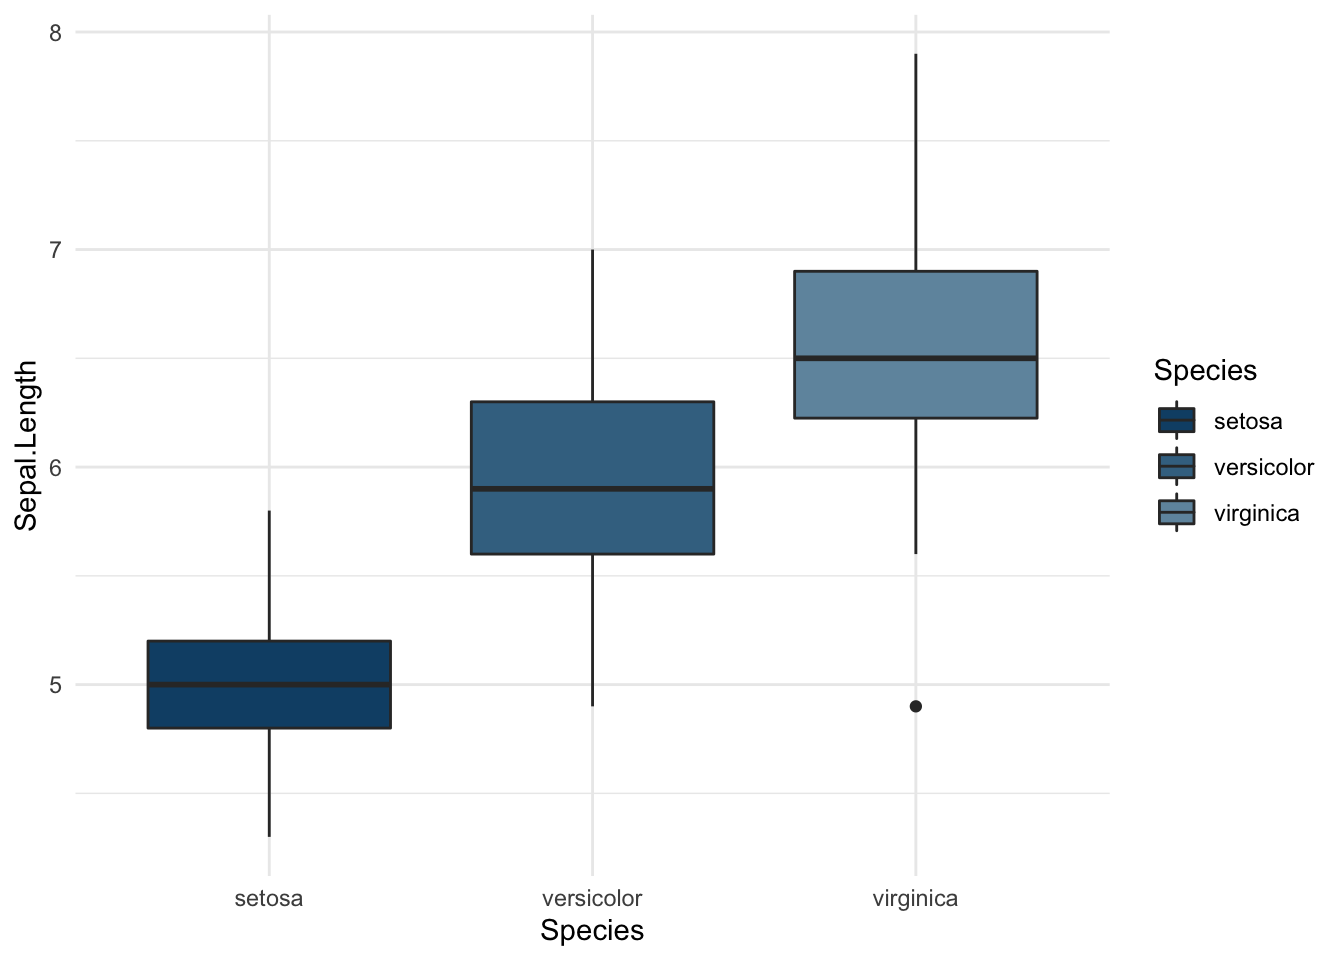 8
7
6
5
Sepal.Length
setosa
versicolor
virginica
Species
Species
setosa
versicolor
virginica